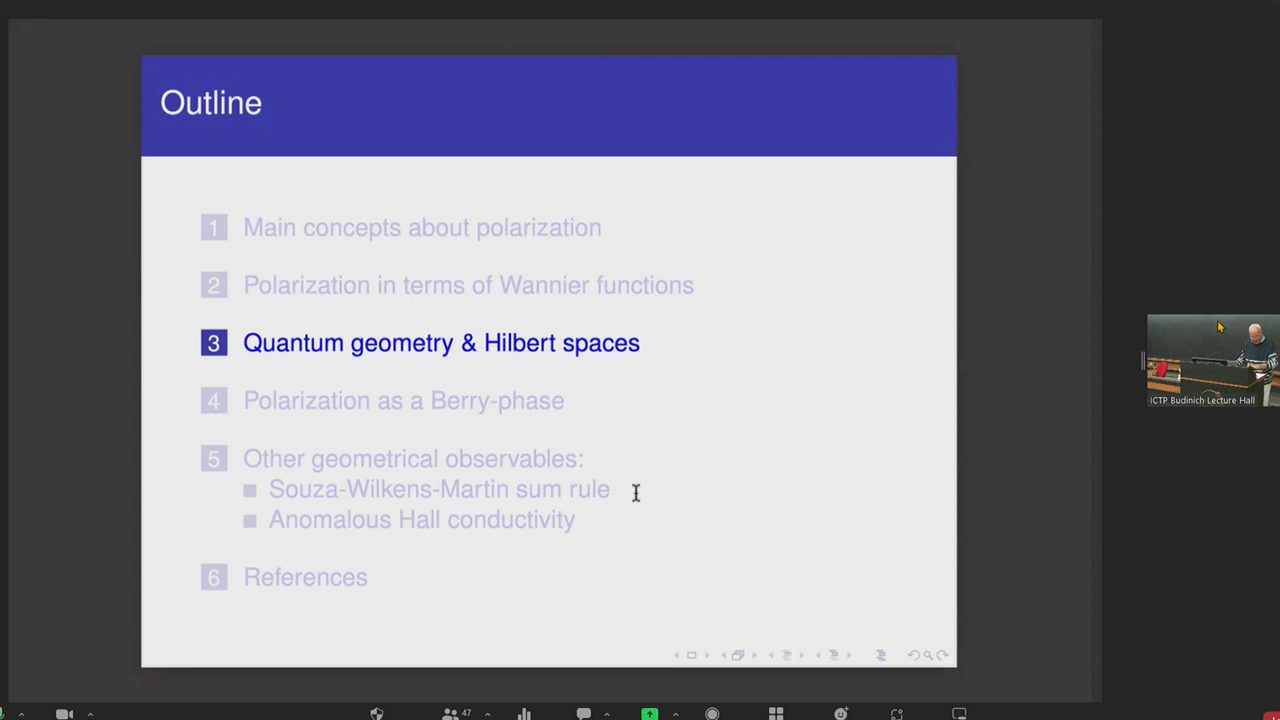 Outline
1 Main concepts about polarization
2 Polarization in terms of Wannier functions
3 Quantum geometry & Hilbert spaces
4 Polarization as a Berry-phase
5 Other geometrical observables:
Souza-Wilkens-Martin sum rule
Anomalous Hall conductivity
6 References
ICTP Budinich Lecture Hall
47